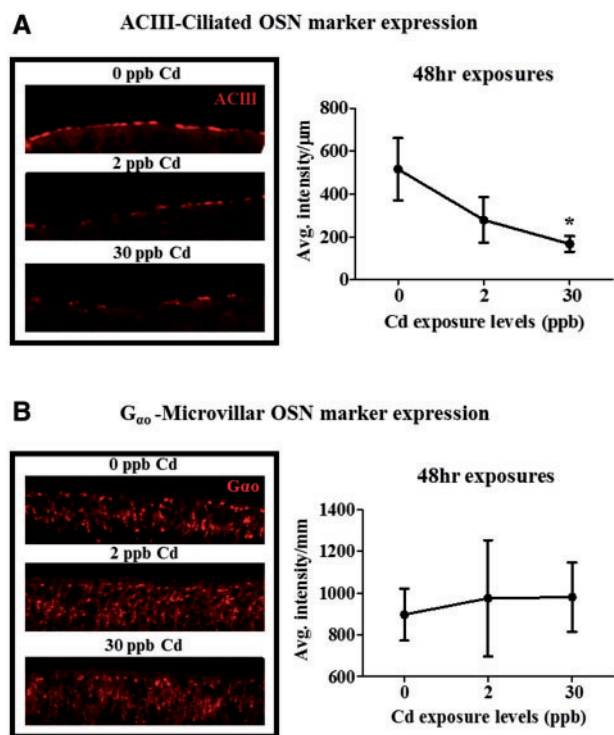 A
ACIII-Ciliated OSN marker expression
0 ppb Cd
ACIII
2 ppb Cd
30 ppb Cd
48hr exposures
800
600
400
200
0
Avg. intensity/µm
*
0 2 30
Cd exposure levels (ppb)
B
Gαo -Microvillar OSN marker expression
0 ppb Cd
Gαo
2 ppb Cd
30 ppb Cd
48hr exposures
1400
1200
1000
800
600
Avg. intensity/mm
0 2 30
Cd exposure levels (ppb)